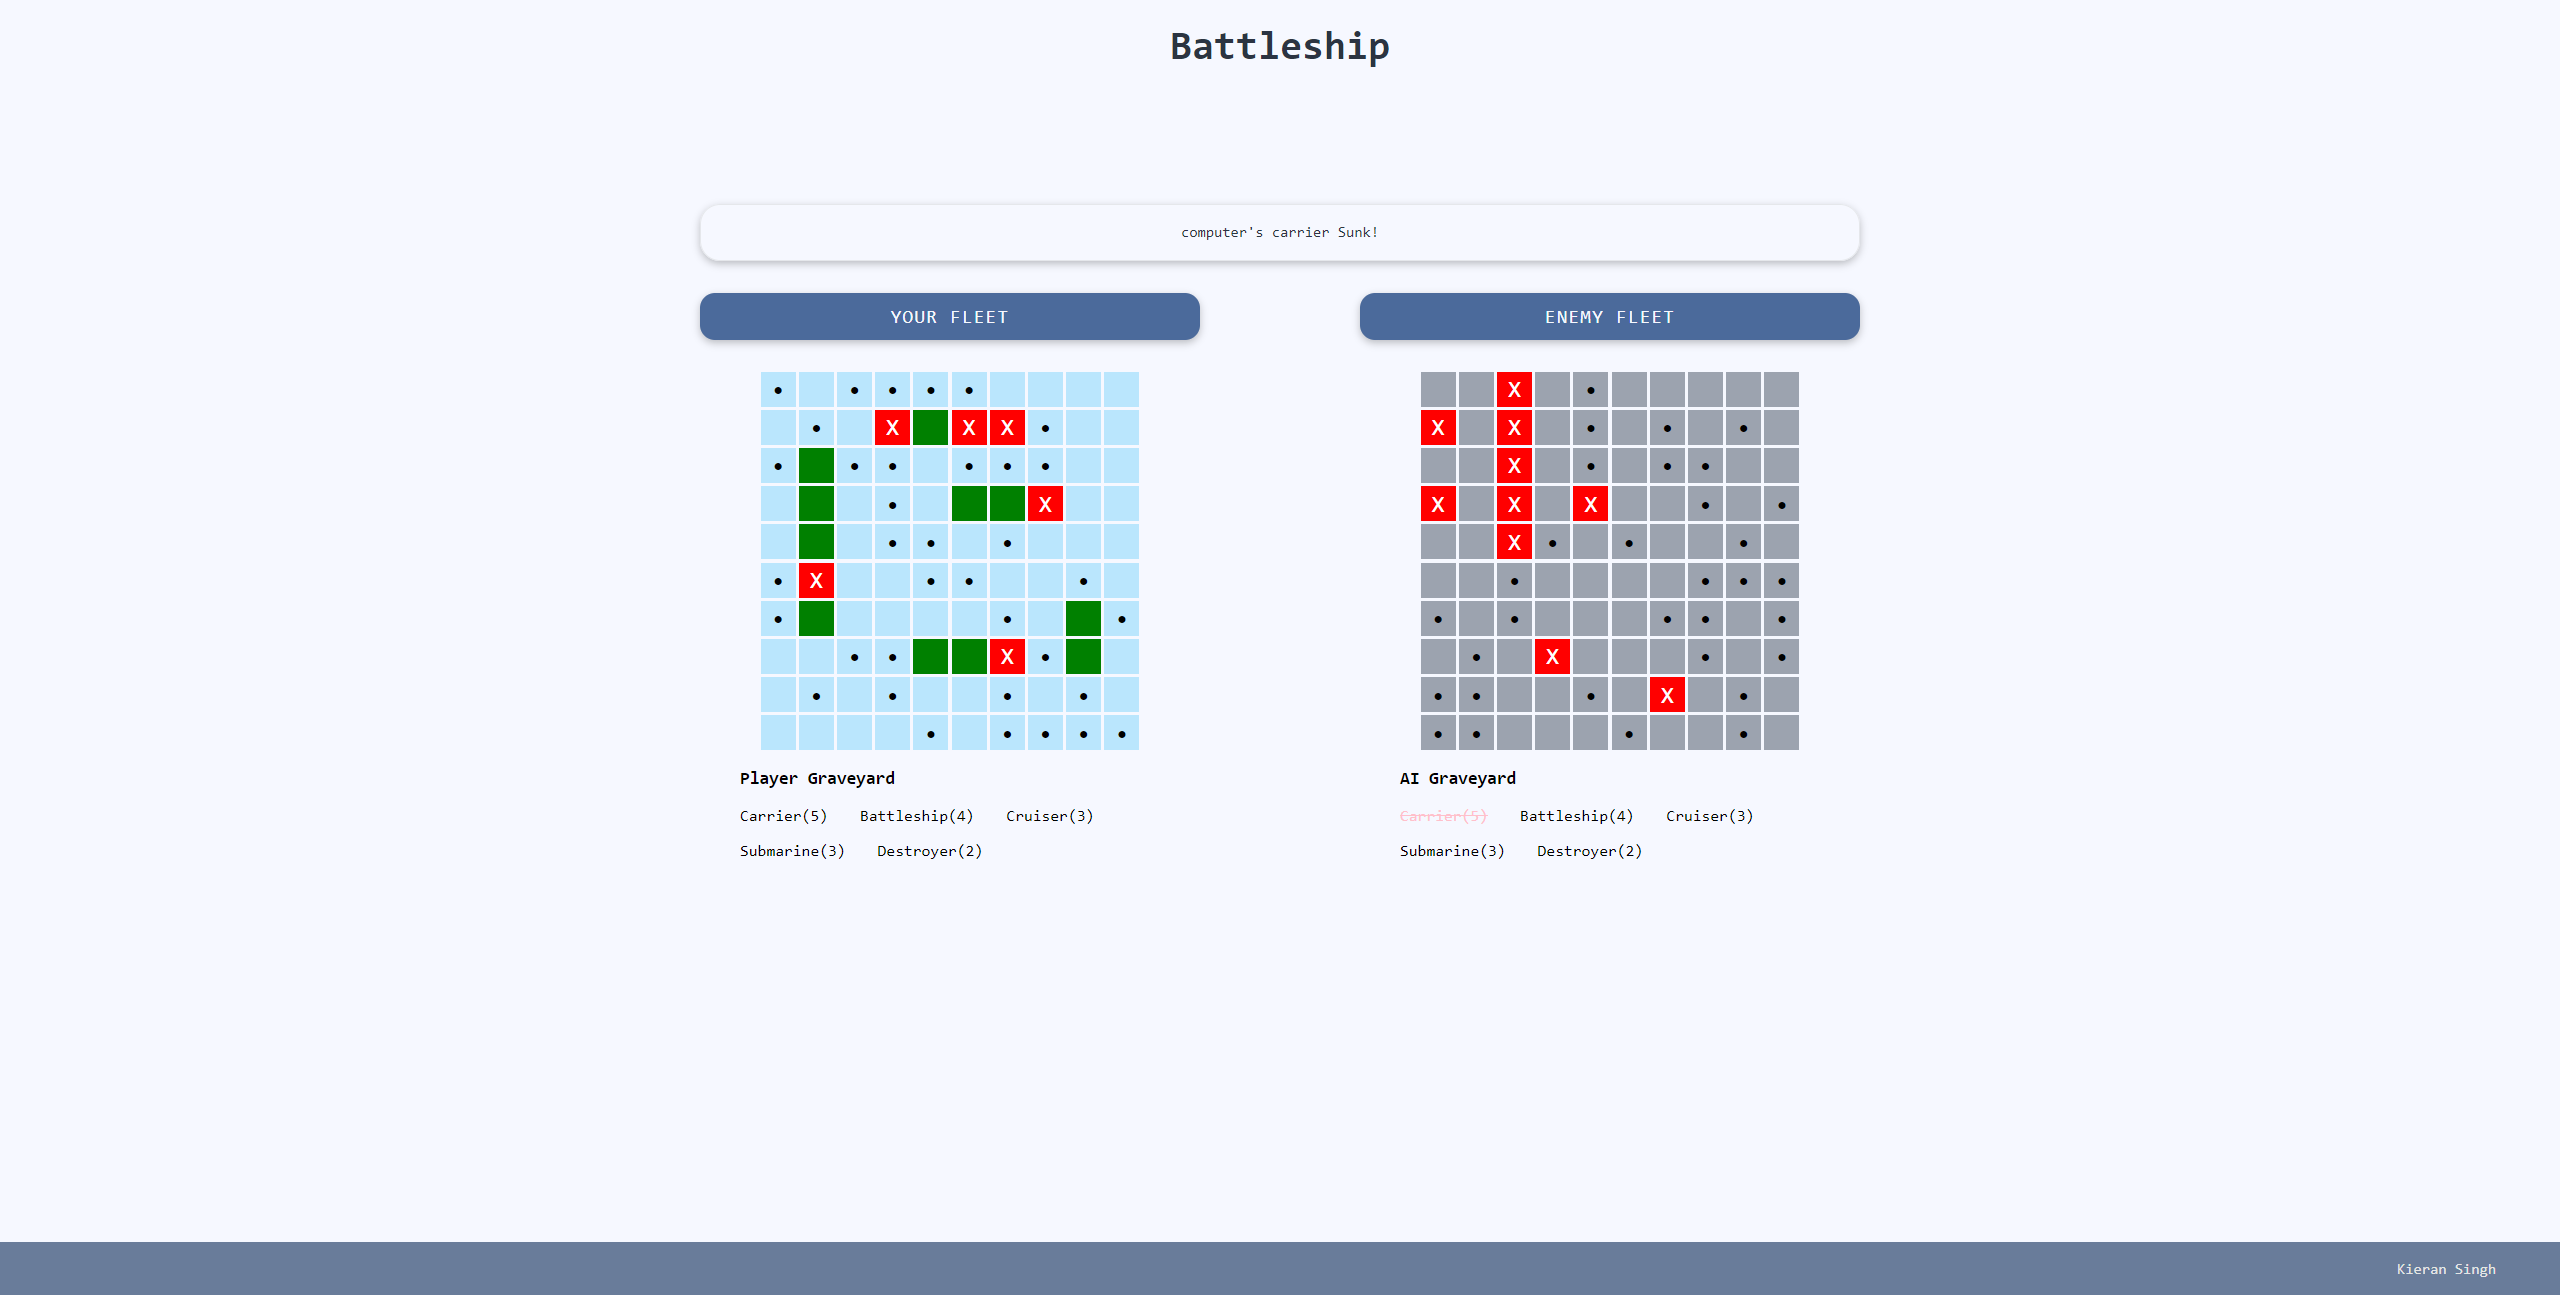 Battleship
computer's carrier Sunk!
YOUR FLEET
ENEMY FLEET
X
X X X
X
X
X X
X
X
X
X X X
X
X
X
X
Player Graveyard
Carrier(5) Battleship(4) Cruiser(3)
Submarine(3) Destroyer(2)
AI Graveyard
Carrier(5) Battleship(4) Cruiser(3)
Submarine(3) Destroyer(2)
Kieran Singh